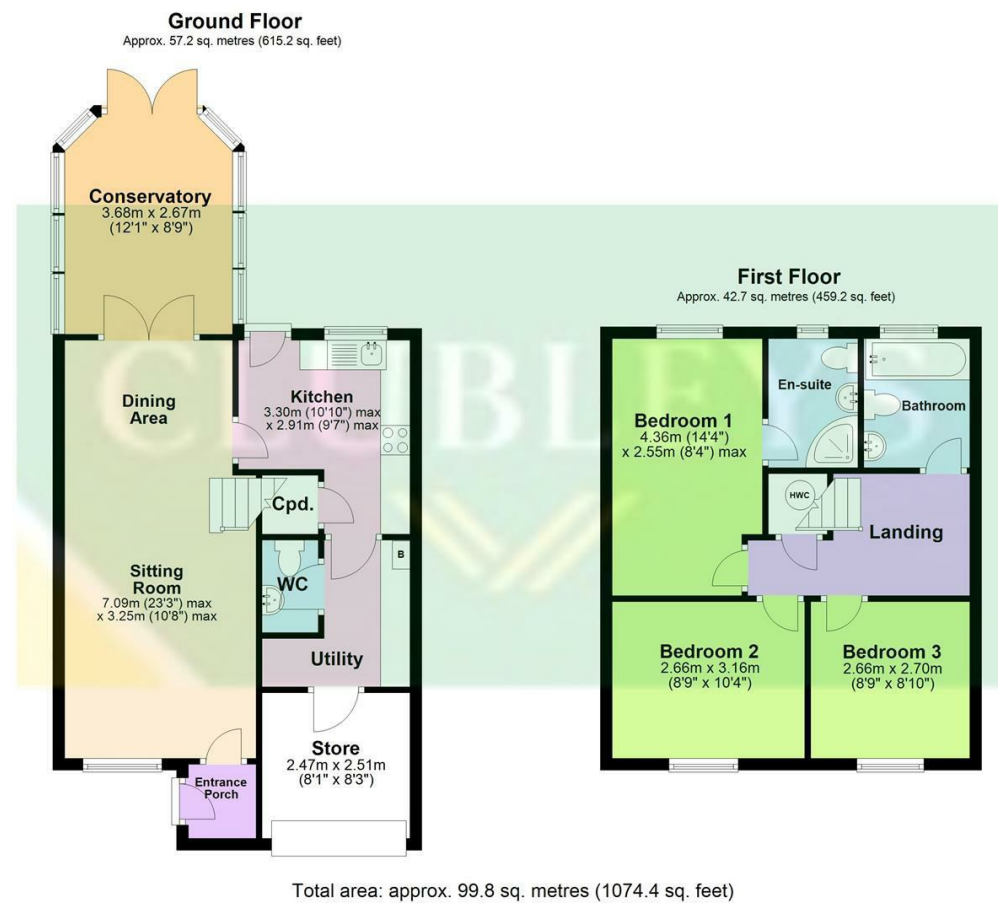 Ground Floor
Approx. 57.2 sq. metres (615.2 sq. feet)
Conservatory
3.68m x 2.67m
(12'1" x 8'9")
Dining
Area
Kitchen
3.30m (10'10") max
x 2.91m (9'7") max
Cpd.
WC
B
Sitting
Room
7.09m (23'3") max
x 3.25m (10'8") max
Utility
Store
2.47m x 2.51m
(8'1" x 8'3")
Entrance
Porch
First Floor
Approx. 42.7 sq. metres (459.2 sq. feet)
Bedroom 1
4.36m (14'4")
x 2.55m (8'4") max
En-suite
Bathroom
HWC
Landing
Bedroom 2
2.66m x 3.16m
(8'9" x 10'4")
Bedroom 3
2.66m x 2.70m
(8'9" x 8'10")
CLUBLEYS
Total area: approx. 99.8 sq. metres (1074.4 sq. feet)